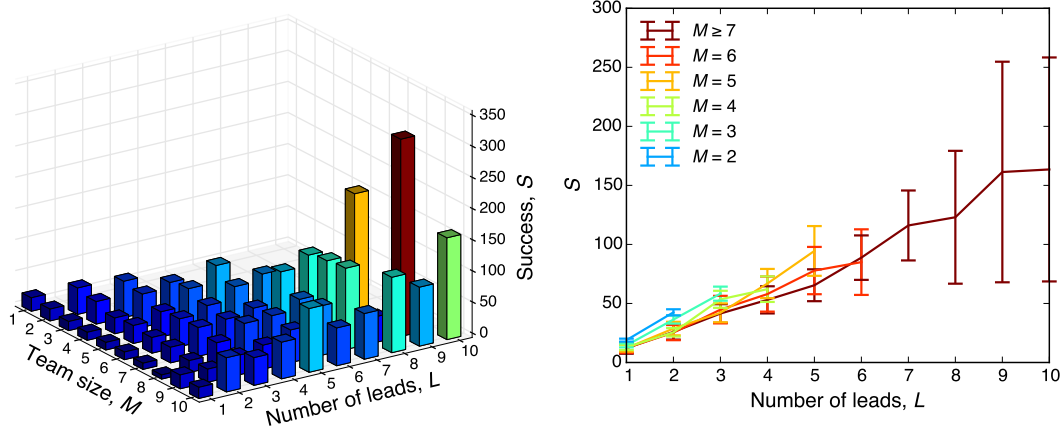 350
300
250
200
150
100
50
0
Success, S
1
2
3
4
5
6
7
8
9
10
Team size, M
1
2
3
4
5
6
7
8
9
10
Number of leads, L
300
250
200
150
100
50
0
S
M ≥ 7
M = 6
M = 5
M = 4
M = 3
M = 2
1 2 3 4 5 6 7 8 9 10
Number of leads, L